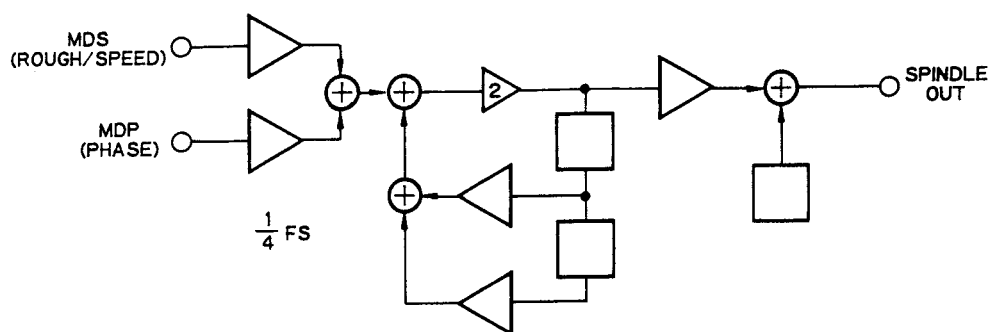 MDS
(ROUGH/SPEED)
MDP
(PHASE)
2
SPINDLE
OUT
1/4 FS